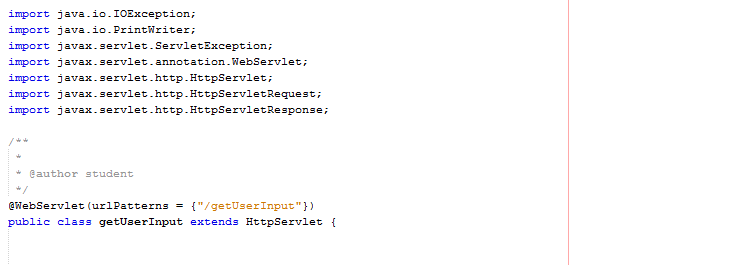 import java.io.IOException;
import java.io.PrintWriter;
import javax.servlet.ServletException;
import javax.servlet.annotation.WebServlet;
import javax.servlet.http.HttpServlet;
import javax.servlet.http.HttpServletRequest;
import javax.servlet.http.HttpServletResponse;
/**
 *
 * @author student
 */
@WebServlet(urlPatterns = {"/getUserInput"})
public class getUserInput extends HttpServlet {